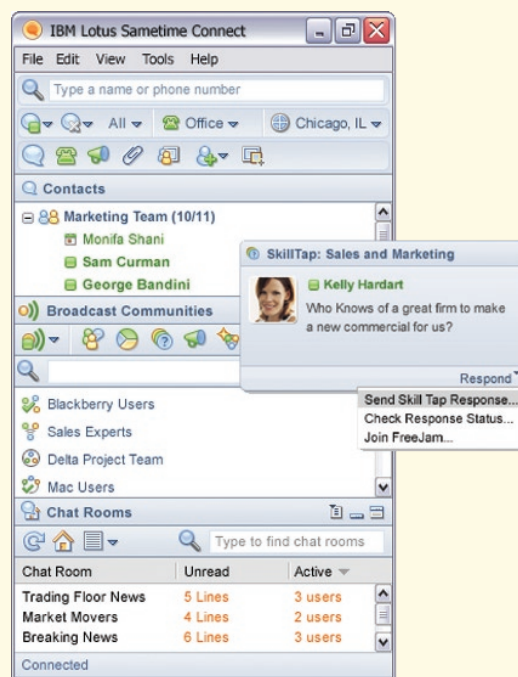 IBM Lotus Sametime Connect
File Edit View Tools Help
Type a name or phone number
All Office Chicago, IL
Contacts
Marketing Team (10/11)
Monifa Shani
Sam Curman
George Bandini
SkillTap: Sales and Marketing
Kelly Hardart
Who Knows of a great firm to make
a new commercial for us?
Respond
Send Skill Tap Response...
Check Response Status...
Join FreeJam...
Broadcast Communities
Blackberry Users
Sales Experts
Delta Project Team
Mac Users
Chat Rooms
Type to find chat rooms
Chat Room Unread Active
Trading Floor News 5 Lines 3 users
Market Movers 4 Lines 2 users
Breaking News 6 Lines 3 users
Connected